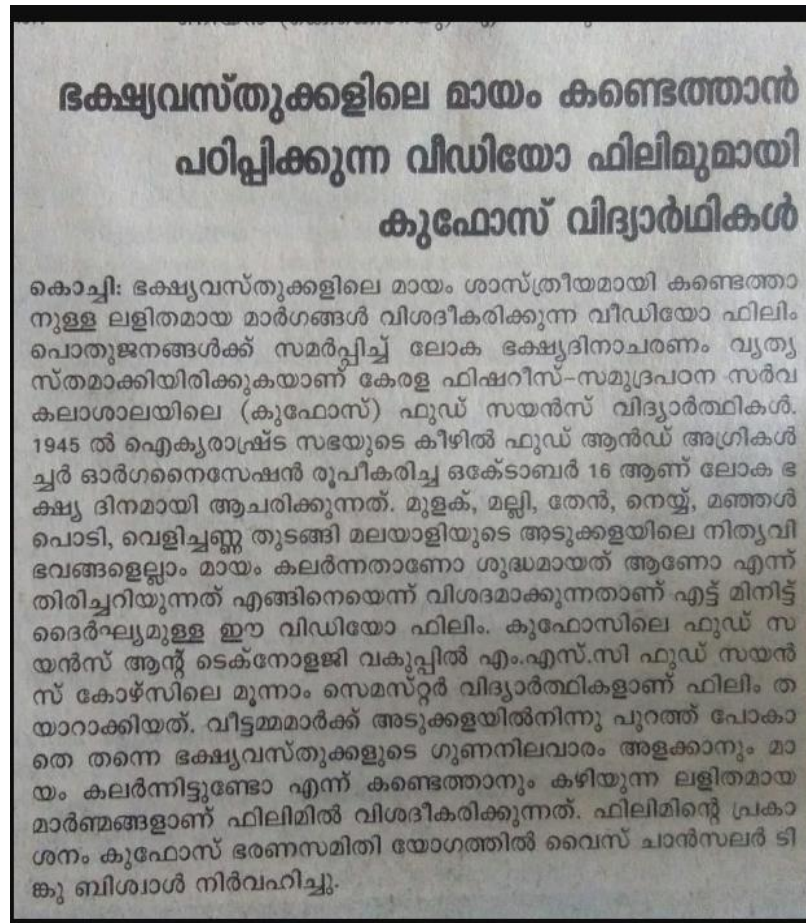 ഭക്ഷ്യവസ്തുക്കളിലെ മായം കണ്ടെത്താൻ
പഠിപ്പിക്കുന്ന വീഡിയോ ഫിലിമുമായി
കുഫോസ് വിദ്യാർഥികൾ
കൊച്ചി: ഭക്ഷ്യവസ്തുക്കളിലെ മായം ശാസ്ത്രീയമായി കണ്ടെത്താ
നുള്ള ലളിതമായ മാർഗങ്ങൾ വിശദീകരിക്കുന്ന വീഡിയോ ഫിലിം
പൊതുജനങ്ങൾക്ക് സമർപ്പിച്ച് ലോക ഭക്ഷ്യദിനാചരണം വ്യത്യ
സ്തമാക്കിയിരിക്കുകയാണ് കേരള ഫിഷറീസ്-സമുദ്രപഠന സർവ
കലാശാലയിലെ (കുഫോസ്) ഫുഡ് സയൻസ് വിദ്യാർത്ഥികൾ.
1945 ൽ ഐക്യരാഷ്ട്ര സഭയുടെ കീഴിൽ ഫുഡ് ആൻഡ് അഗ്രികൾ
ച്ചർ ഓർഗനൈസേഷൻ രൂപീകരിച്ച ഒക്ടോബർ 16 ആണ് ലോക ഭ
ക്ഷ്യ ദിനമായി ആചരിക്കുന്നത്. മുളക്, മല്ലി, തേൻ, നെയ്യ്, മഞ്ഞൾ
പൊടി, വെളിച്ചണ്ണ തുടങ്ങി മലയാളിയുടെ അടുക്കളയിലെ നിത്യവി
ഭവങ്ങളെല്ലാം മായം കലർന്നതാണോ ശുദ്ധമായത് ആണോ എന്ന്
തിരിച്ചറിയുന്നത് എങ്ങിനെയെന്ന് വിശദമാക്കുന്നതാണ് എട്ട് മിനിട്ട്
ദൈർഘ്യമുള്ള ഈ വിഡിയോ ഫിലിം. കുഫോസിലെ ഫുഡ് സ
യൻസ് ആന്റ് ടെക്നോളജി വകുപ്പിൽ എം.എസ്.സി ഫുഡ് സയൻ
സ് കോഴ്സിലെ മൂന്നാം സെമസ്റ്റർ വിദ്യാർത്ഥികളാണ് ഫിലിം ത
യാറാക്കിയത്. വീട്ടമ്മമാർക്ക് അടുക്കളയിൽനിന്നു പുറത്ത് പോകാ
തെ തന്നെ ഭക്ഷ്യവസ്തുക്കളുടെ ഗുണനിലവാരം അളക്കാനും മാ
യം കലർന്നിട്ടുണ്ടോ എന്ന് കണ്ടെത്താനും കഴിയുന്ന ലളിതമായ
മാർണ്മങ്ങളാണ് ഫിലിമിൽ വിശദീകരിക്കുന്നത്. ഫിലിമിന്റെ പ്രകാ
ശനം കുഫോസ് ഭരണസമിതി യോഗത്തിൽ വൈസ് ചാൻസലർ ടി
ങ്കു ബിശ്വാൾ നിർവഹിച്ചു.